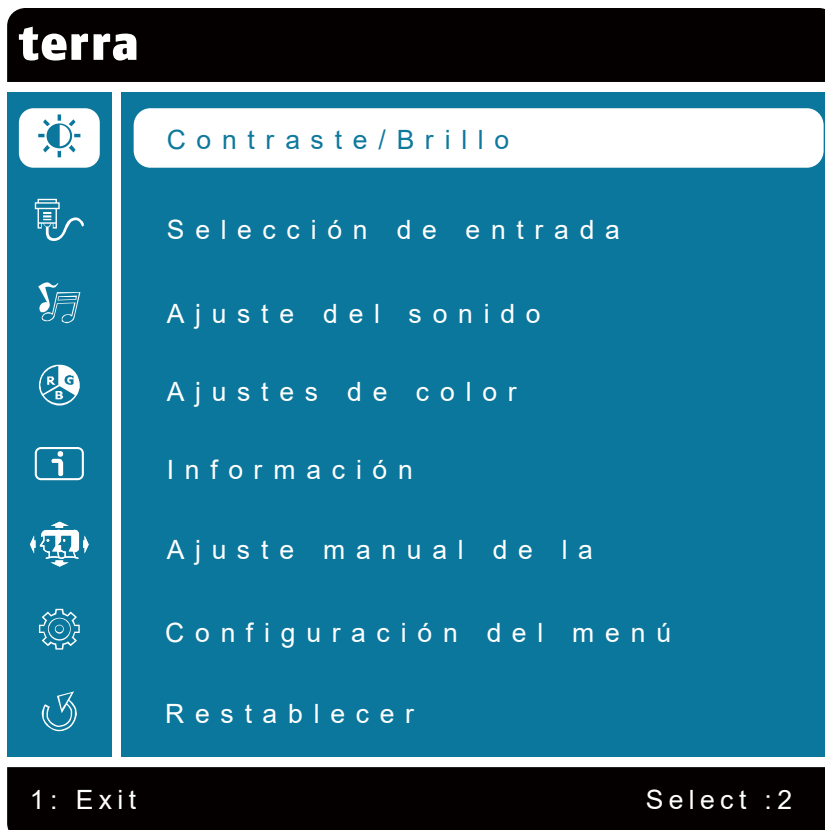 terra
Contraste/Brillo
Selección de entrada
Ajuste del sonido
R G
B
Ajustes de color
Información
Ajuste manual de la
Configuración del menú
Restablecer
1: Exit Select :2